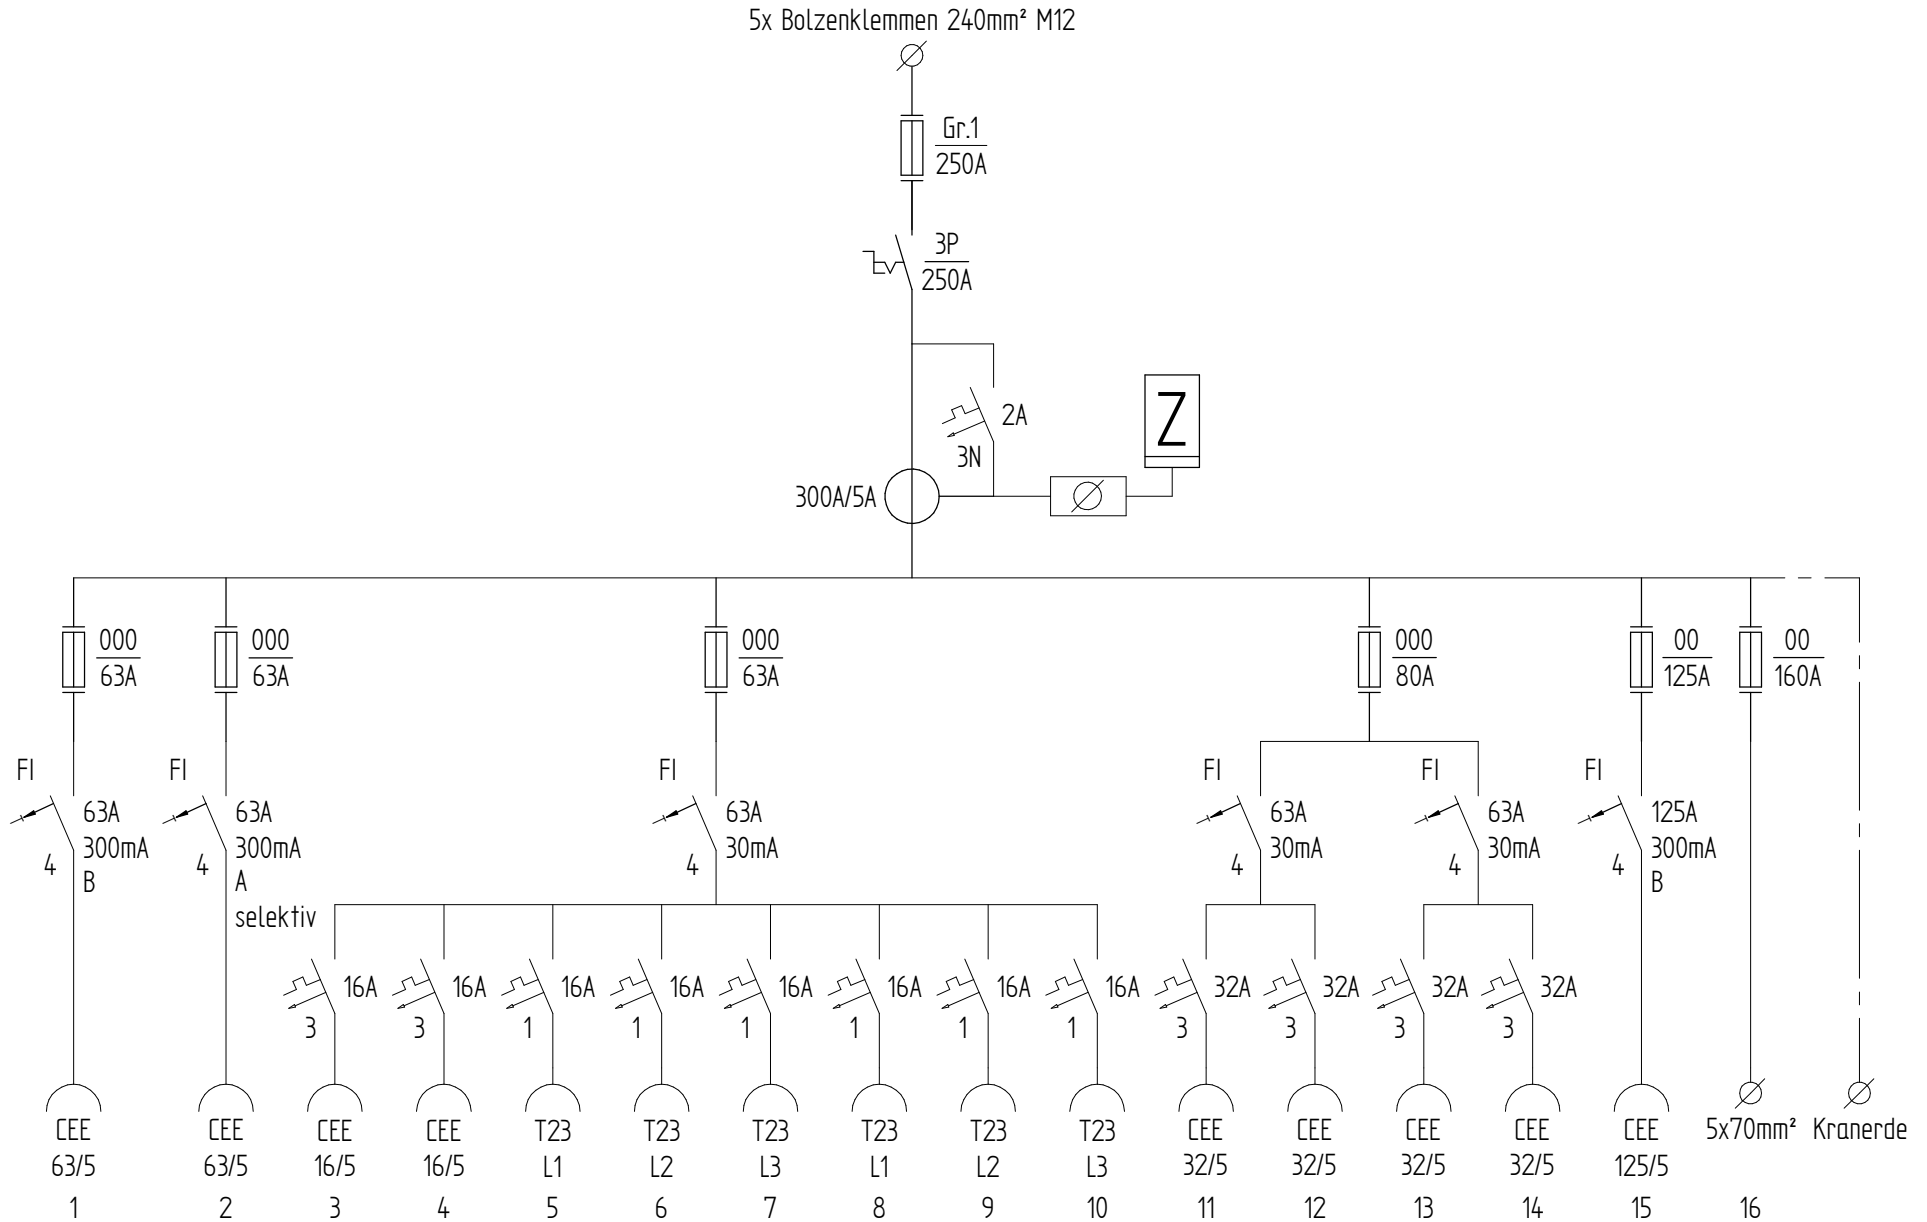 5x Bolzenklemmen 240mm² M12
Gr.1
250A
3P
250A
2A
3N
Z
300A/5A
000 000 000 000 00 00
63A 63A 63A 80A 125A 160A
FI FI FI FI FI FI
63A 63A 63A 63A 63A 125A
300mA 300mA 30mA 30mA 30mA 300mA
4 4 4 4 4 4
B A B
selektiv
16A 16A 16A 16A 16A 16A 16A 16A 32A 32A 32A 32A
3 3 1 1 1 1 1 1 3 3 3 3
CEE CEE CEE CEE T23 T23 T23 T23 T23 T23 CEE CEE CEE CEE CEE 5x70mm² Kranerde
63/5 63/5 16/5 16/5 L1 L2 L3 L1 L2 L3 32/5 32/5 32/5 32/5 125/5
1 2 3 4 5 6 7 8 9 10 11 12 13 14 15 16